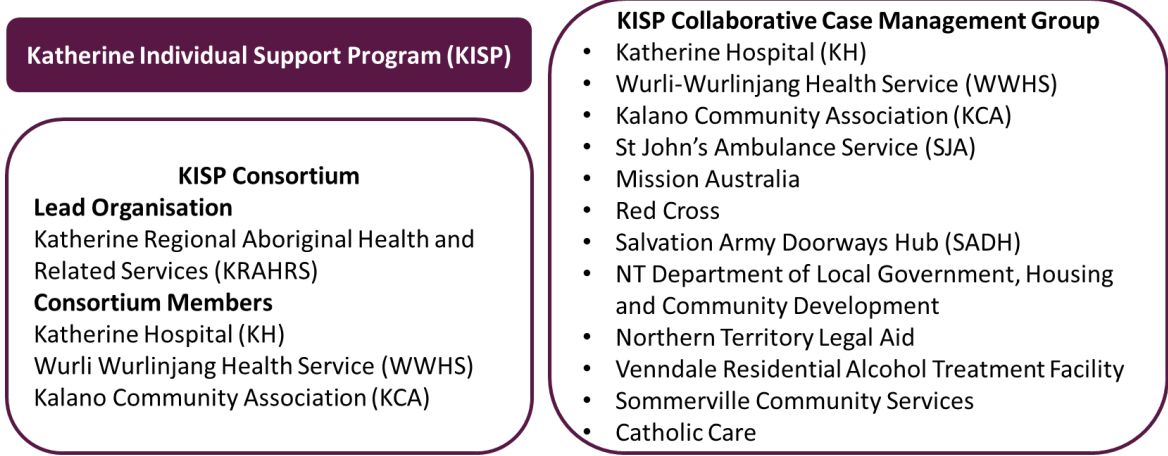 Katherine Individual Support Program (KISP)
KISP Consortium
Lead Organisation
Katherine Regional Aboriginal Health and
Related Services (KRAHRS)
Consortium Members
Katherine Hospital (KH)
Wurli Wurlinjang Health Service (WWHS)
Kalano Community Association (KCA)
KISP Collaborative Case Management Group
• Katherine Hospital (KH)
• Wurli-Wurlinjang Health Service (WWHS)
• Kalano Community Association (KCA)
• St John’s Ambulance Service (SJA)
• Mission Australia
• Red Cross
• Salvation Army Doorways Hub (SADH)
• NT Department of Local Government, Housing
and Community Development
• Northern Territory Legal Aid
• Venndale Residential Alcohol Treatment Facility
• Sommerville Community Services
• Catholic Care